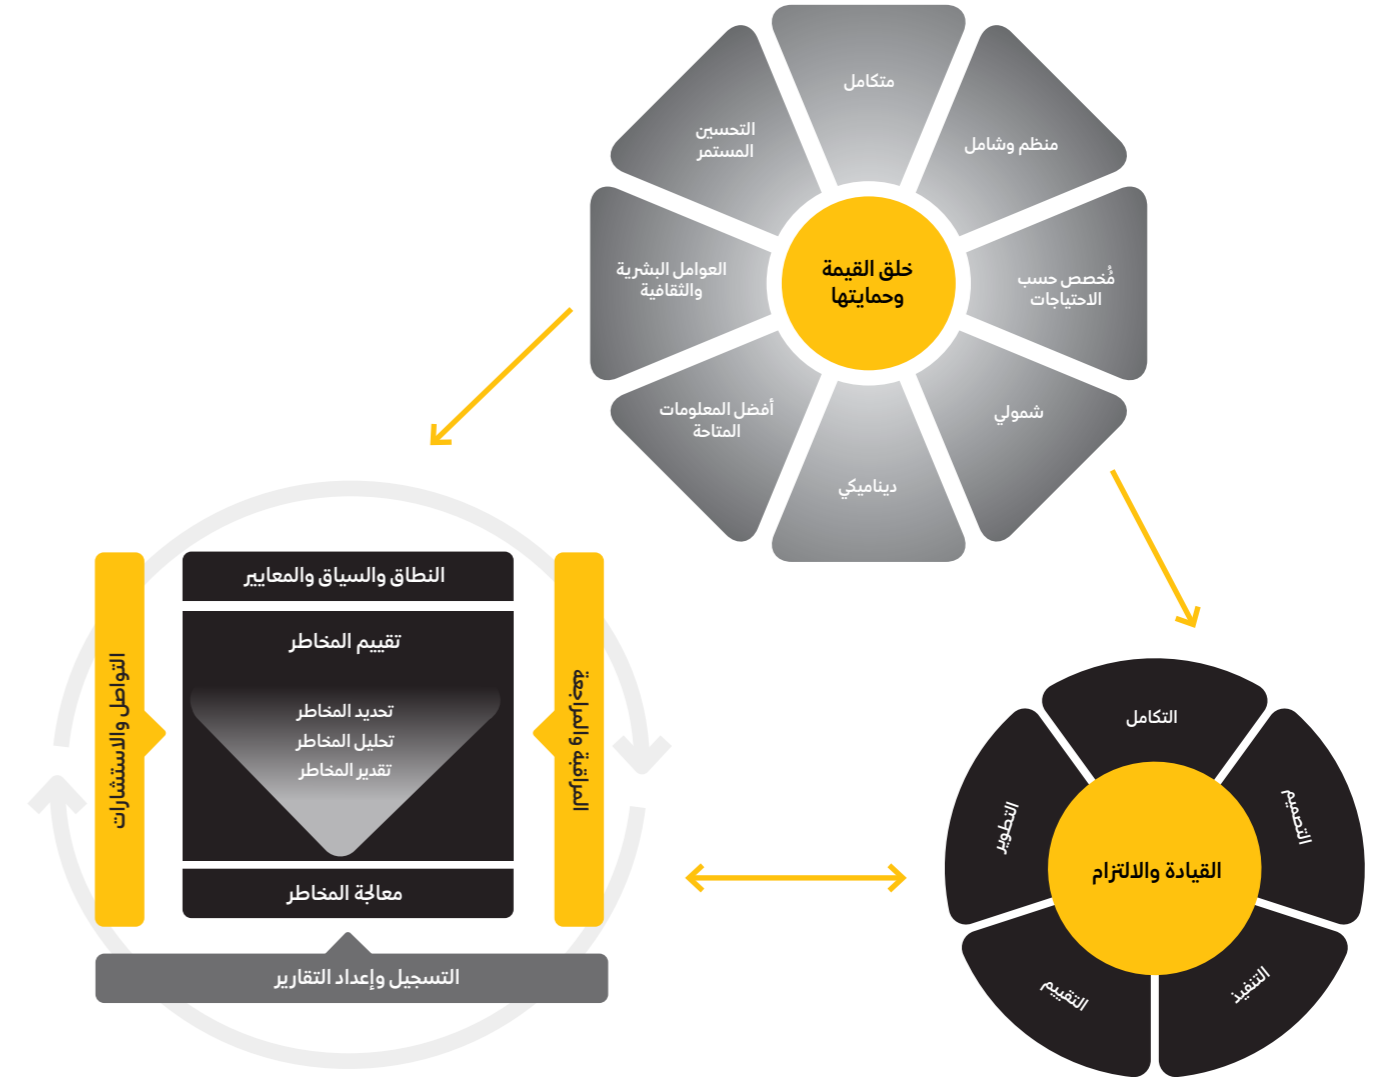 متكامل
منظم وشامل
مُخصص حسب
الاحتياجات
شمولي
ديناميكي
أفضل المعلومات
المتاحة
العوامل البشرية
والثقافية
التحسين
المستمر
خلق القيمة
وحمايتها
النطاق والسياق والمعايير
تقييم المخاطر
تحديد المخاطر
تحليل المخاطر
تقدير المخاطر
معالجة المخاطر
المراقبة والمراجعة
التواصل والاستشارات
التسجيل وإعداد التقارير
التكامل
التصميم
التنفيذ
التقييم
التطوير
القيادة والالتزام